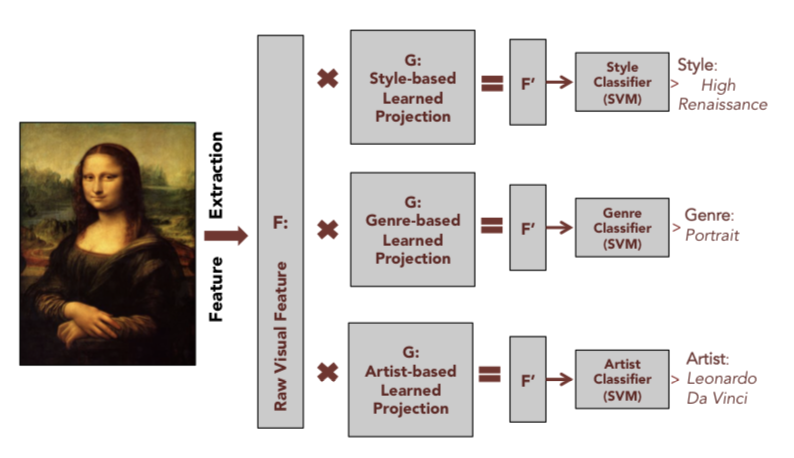 Feature Extraction
F:
Raw Visual Feature
✖
G:
Style-based
Learned
Projection
=
F’
Style
Classifier
(SVM)
>
Style:
High
Renaissance
✖
G:
Genre-based
Learned
Projection
=
F’
Genre
Classifier
(SVM)
>
Genre:
Portrait
✖
G:
Artist-based
Learned
Projection
=
F’
Artist
Classifier
(SVM)
>
Artist:
Leonardo
Da Vinci